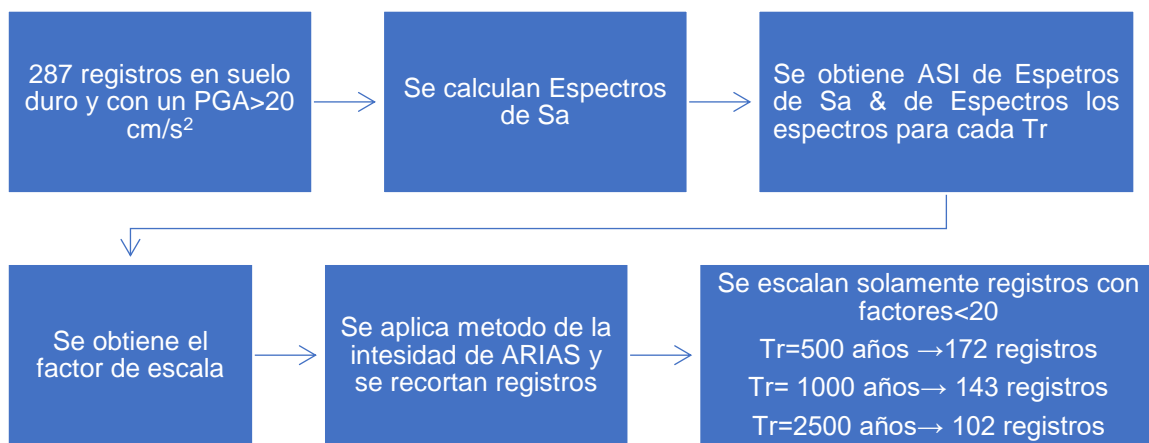 287 registros en suelo
duro y con un PGA>20
cm/s²
Se calculan Espectros
de Sa
Se obtiene ASI de Espetros
de Sa & de Espectros los
espectros para cada Tr
Se obtiene el
factor de escala
Se aplica metodo de la
intesidad de ARIAS y
se recortan registros
Se escalan solamente registros con
factores<20
Tr=500 años →172 registros
Tr= 1000 años→ 143 registros
Tr=2500 años→ 102 registros